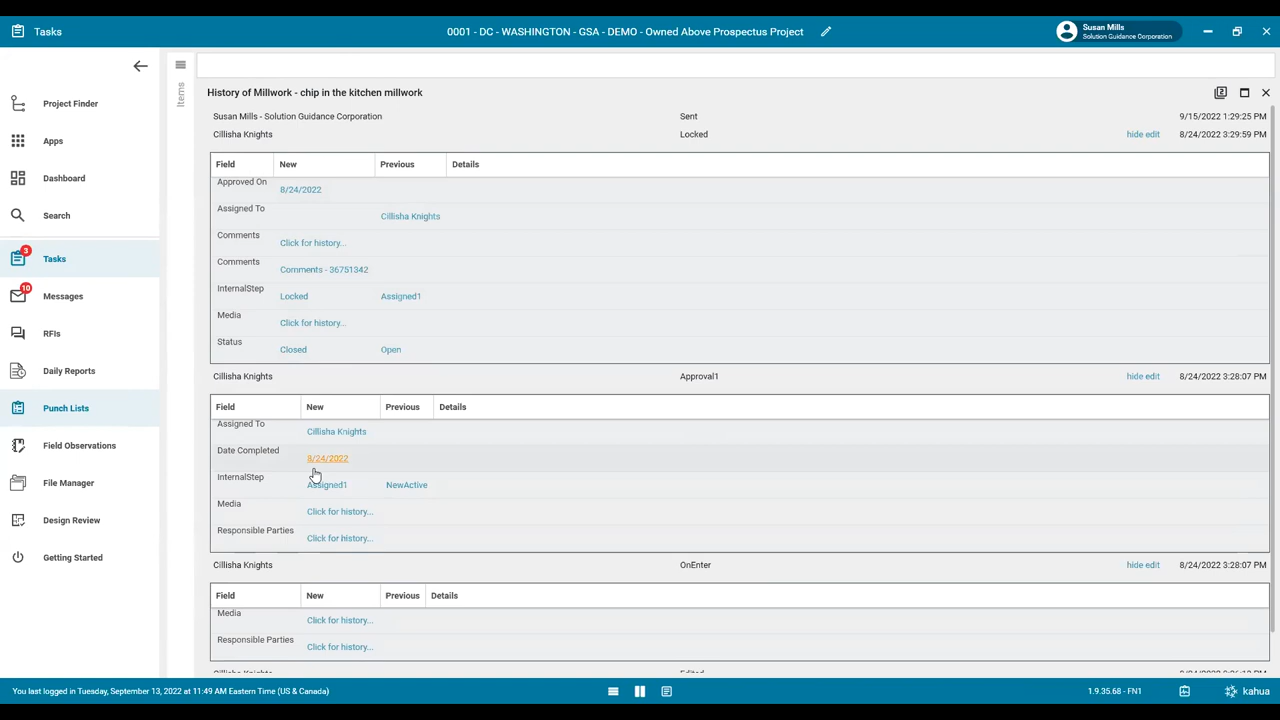 Tasks
0001 - DC - WASHINGTON - GSA - DEMO - Owned Above Prospectus Project
Susan Mills
Solution Guidance Corporation
Project Finder
Apps
Dashboard
Search
3
Tasks
10
Messages
RFIs
Daily Reports
Punch Lists
Field Observations
File Manager
Design Review
Getting Started
Items
History of Millwork - chip in the kitchen millwork
2
Susan Mills - Solution Guidance Corporation Sent 9/15/2022 1:29:25 PM
Cillisha Knights Locked hide edit 8/24/2022 3:29:59 PM
Field New Previous Details
Approved On 8/24/2022
Assigned To Cillisha Knights
Comments Click for history...
Comments Comments - 36751342
InternalStep Locked Assigned1
Media Click for history...
Status Closed Open
Cillisha Knights Approval1 hide edit 8/24/2022 3:28:07 PM
Field New Previous Details
Assigned To Cillisha Knights
Date Completed 8/24/2022
InternalStep Assigned1 NewActive
Media Click for history...
Responsible Parties Click for history...
Cillisha Knights OnEnter hide edit 8/24/2022 3:28:07 PM
Field New Previous Details
Media Click for history...
Responsible Parties Click for history...
Cillisha Knights Edited
You last logged in Tuesday, September 13, 2022 at 11:49 AM Eastern Time (US & Canada)
1.9.35.68 - FN1
kahua